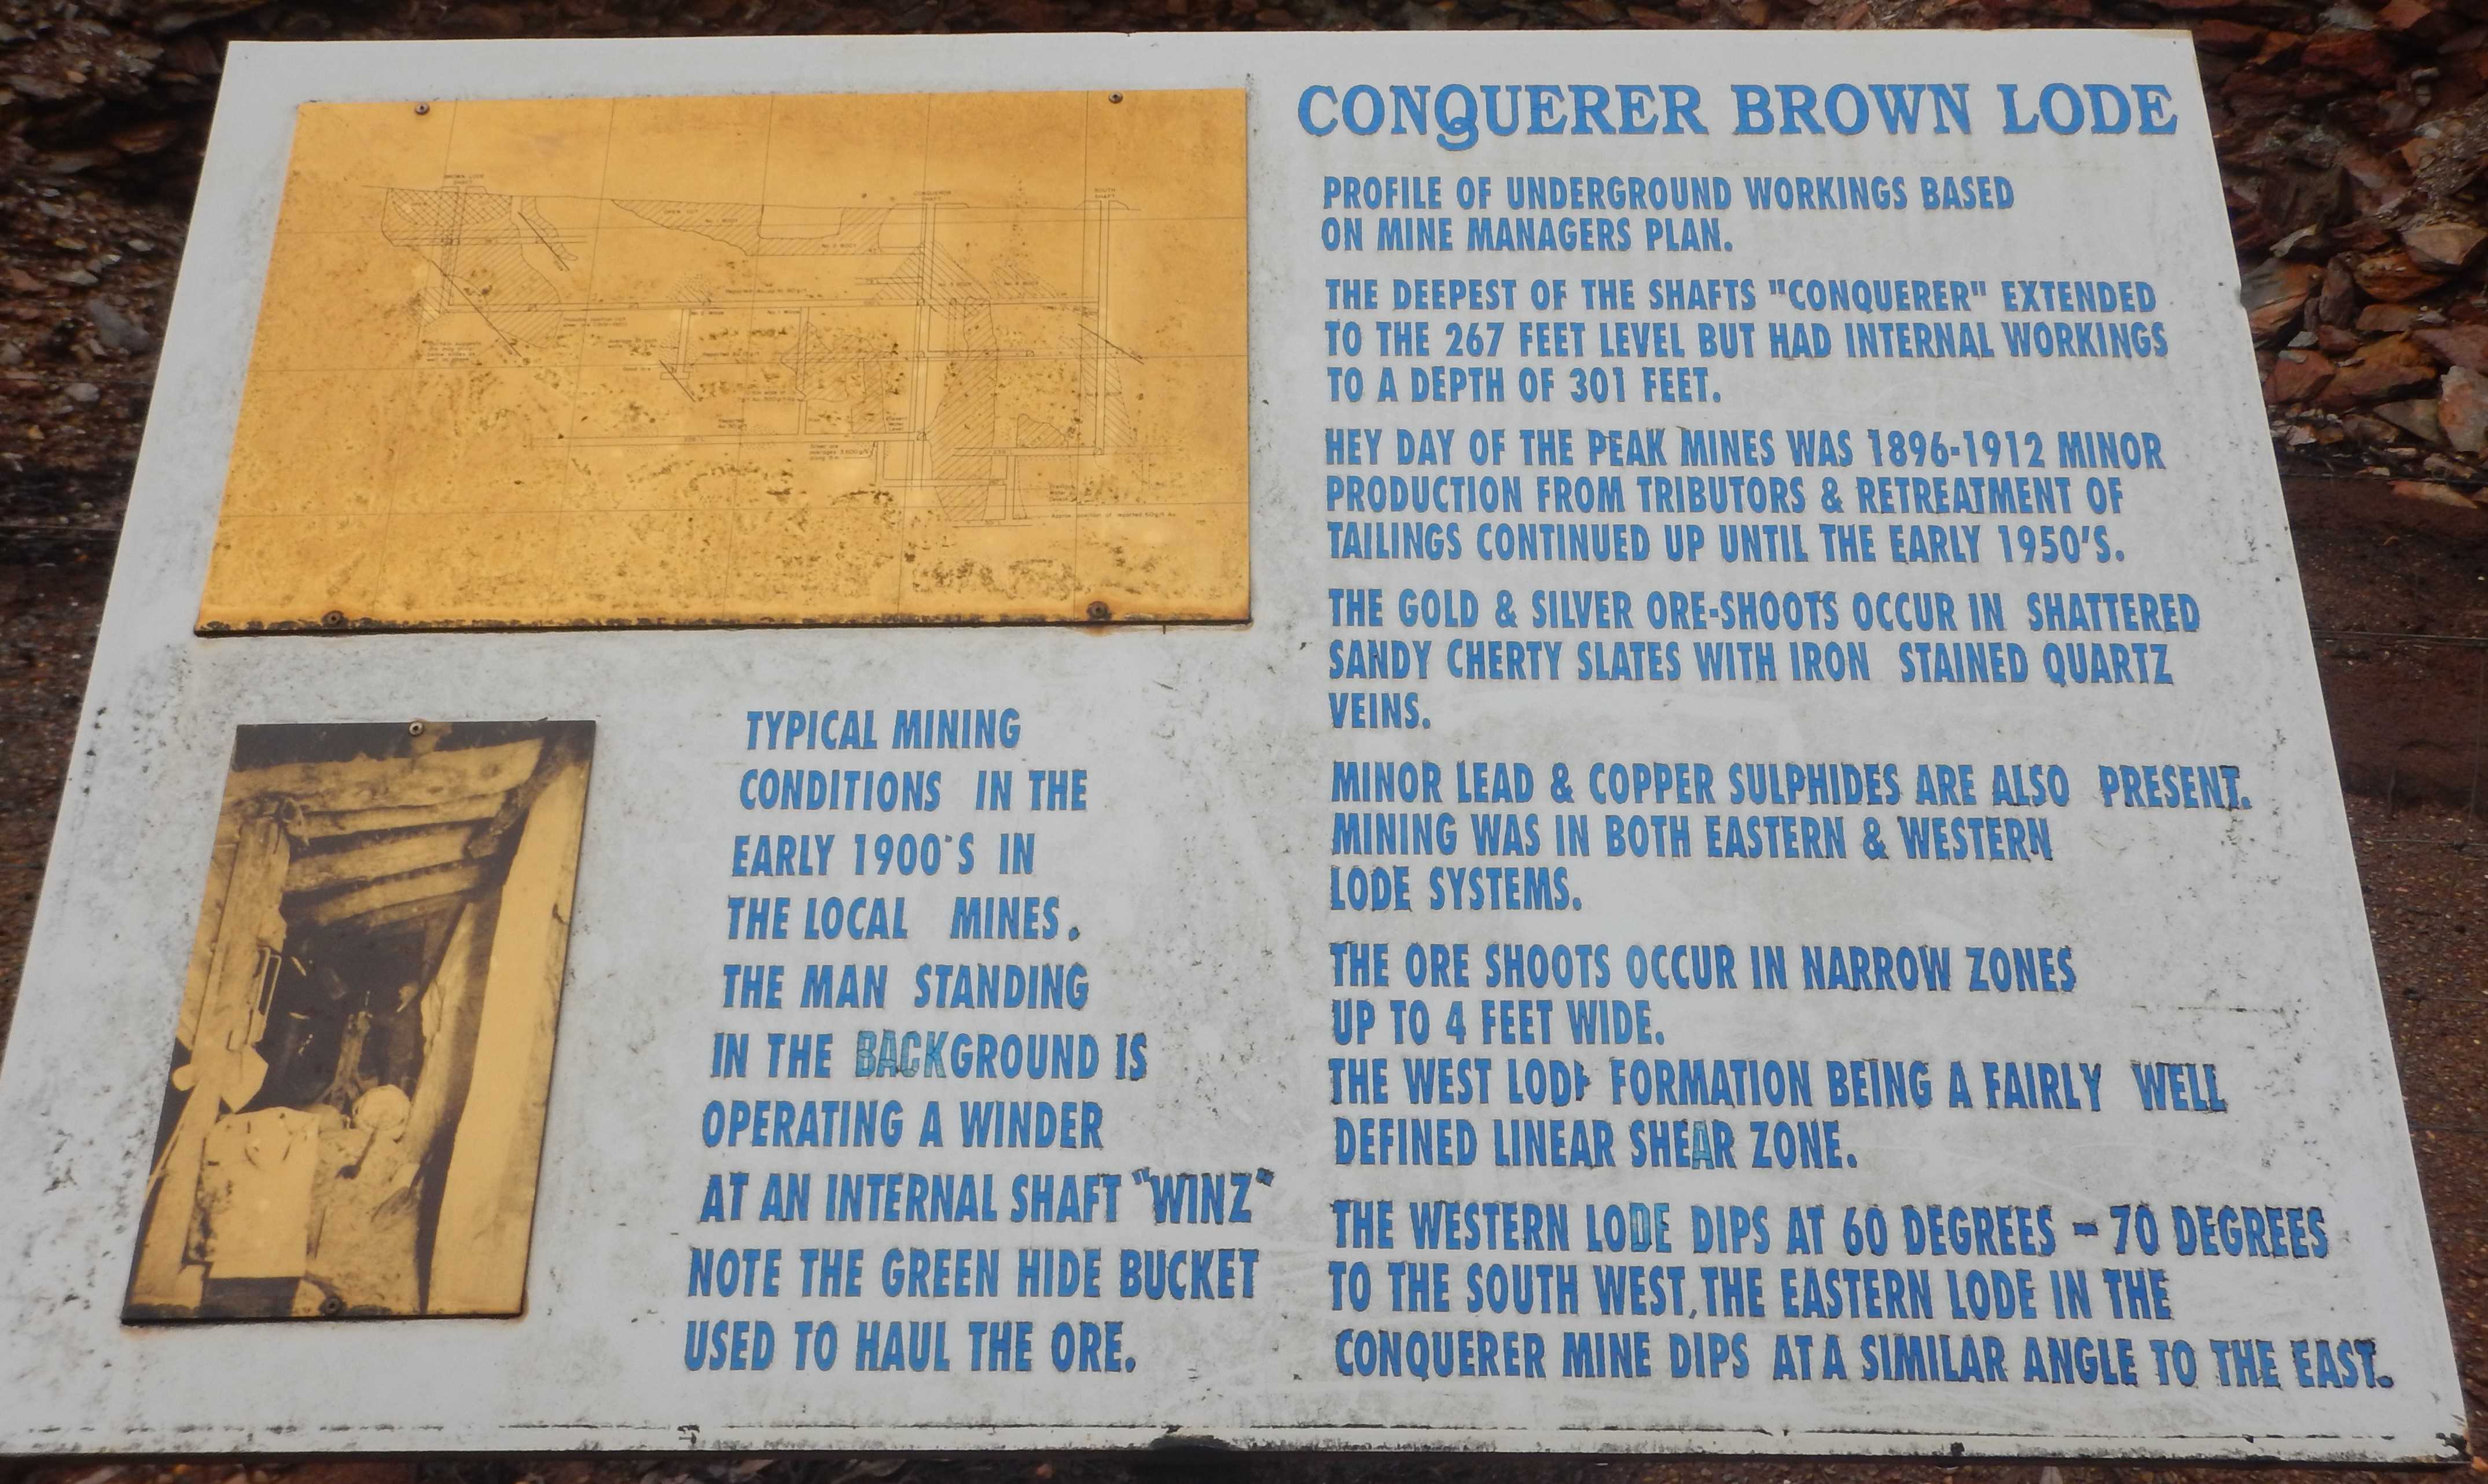 CONQUERER BROWN LODE
PROFILE OF UNDERGROUND WORKINGS BASED
ON MINE MANAGERS PLAN.
THE DEEPEST OF THE SHAFTS "CONQUERER" EXTENDED
TO THE 267 FEET LEVEL BUT HAD INTERNAL WORKINGS
TO A DEPTH OF 301 FEET.
HEY DAY OF THE PEAK MINES WAS 1896-1912 MINOR
PRODUCTION FROM TRIBUTORS & RETREATMENT OF
TAILINGS CONTINUED UP UNTIL THE EARLY 1950'S.
THE GOLD & SILVER ORE-SHOOTS OCCUR IN SHATTERED
SANDY CHERTY SLATES WITH IRON STAINED QUARTZ
VEINS.
MINOR LEAD & COPPER SULPHIDES ARE ALSO PRESENT.
MINING WAS IN BOTH EASTERN & WESTERN
LODE SYSTEMS.
THE ORE SHOOTS OCCUR IN NARROW ZONES
UP TO 4 FEET WIDE.
THE WEST LODE FORMATION BEING A FAIRLY WELL
DEFINED LINEAR SHEAR ZONE.
THE WESTERN LODE DIPS AT 60 DEGREES - 70 DEGREES
TO THE SOUTH WEST, THE EASTERN LODE IN THE
CONQUERER MINE DIPS AT A SIMILAR ANGLE TO THE EAST.
TYPICAL MINING
CONDITIONS IN THE
EARLY 1900'S IN
THE LOCAL MINES.
THE MAN STANDING
IN THE BACKGROUND IS
OPERATING A WINDER
AT AN INTERNAL SHAFT "WINZ"
NOTE THE GREEN HIDE BUCKET
USED TO HAUL THE ORE.
BROWN LODE
SHAFT
OPEN CUT
SOUTH
SHAFT